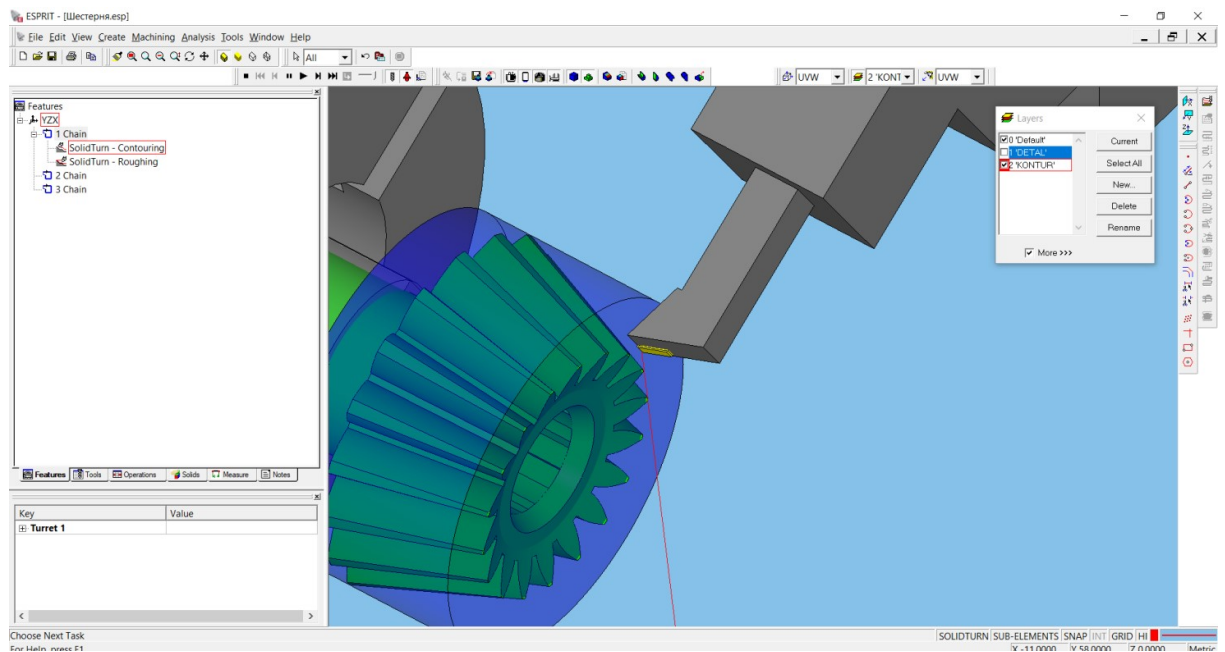 ESPRIT - [Шестерня.esp]
File Edit View Create Machining Analysis Tools Window Help
All
UVW
2 'KONT
UVW
Features
YZX
1 Chain
SolidTurn - Contouring
SolidTurn - Roughing
2 Chain
3 Chain
Features Tools Operations Solids Measure Notes
Key Value
Turret 1
Layers
0 'Default'
1 'DETAL'
2 'KONTUR'
Current
Select All
New...
Delete
Rename
More >>>
Choose Next Task
SOLIDTURN SUB-ELEMENTS SNAP INT GRID HI
For Help, press F1
X -11.0000 Y 58.0000 Z 0.0000 Metric